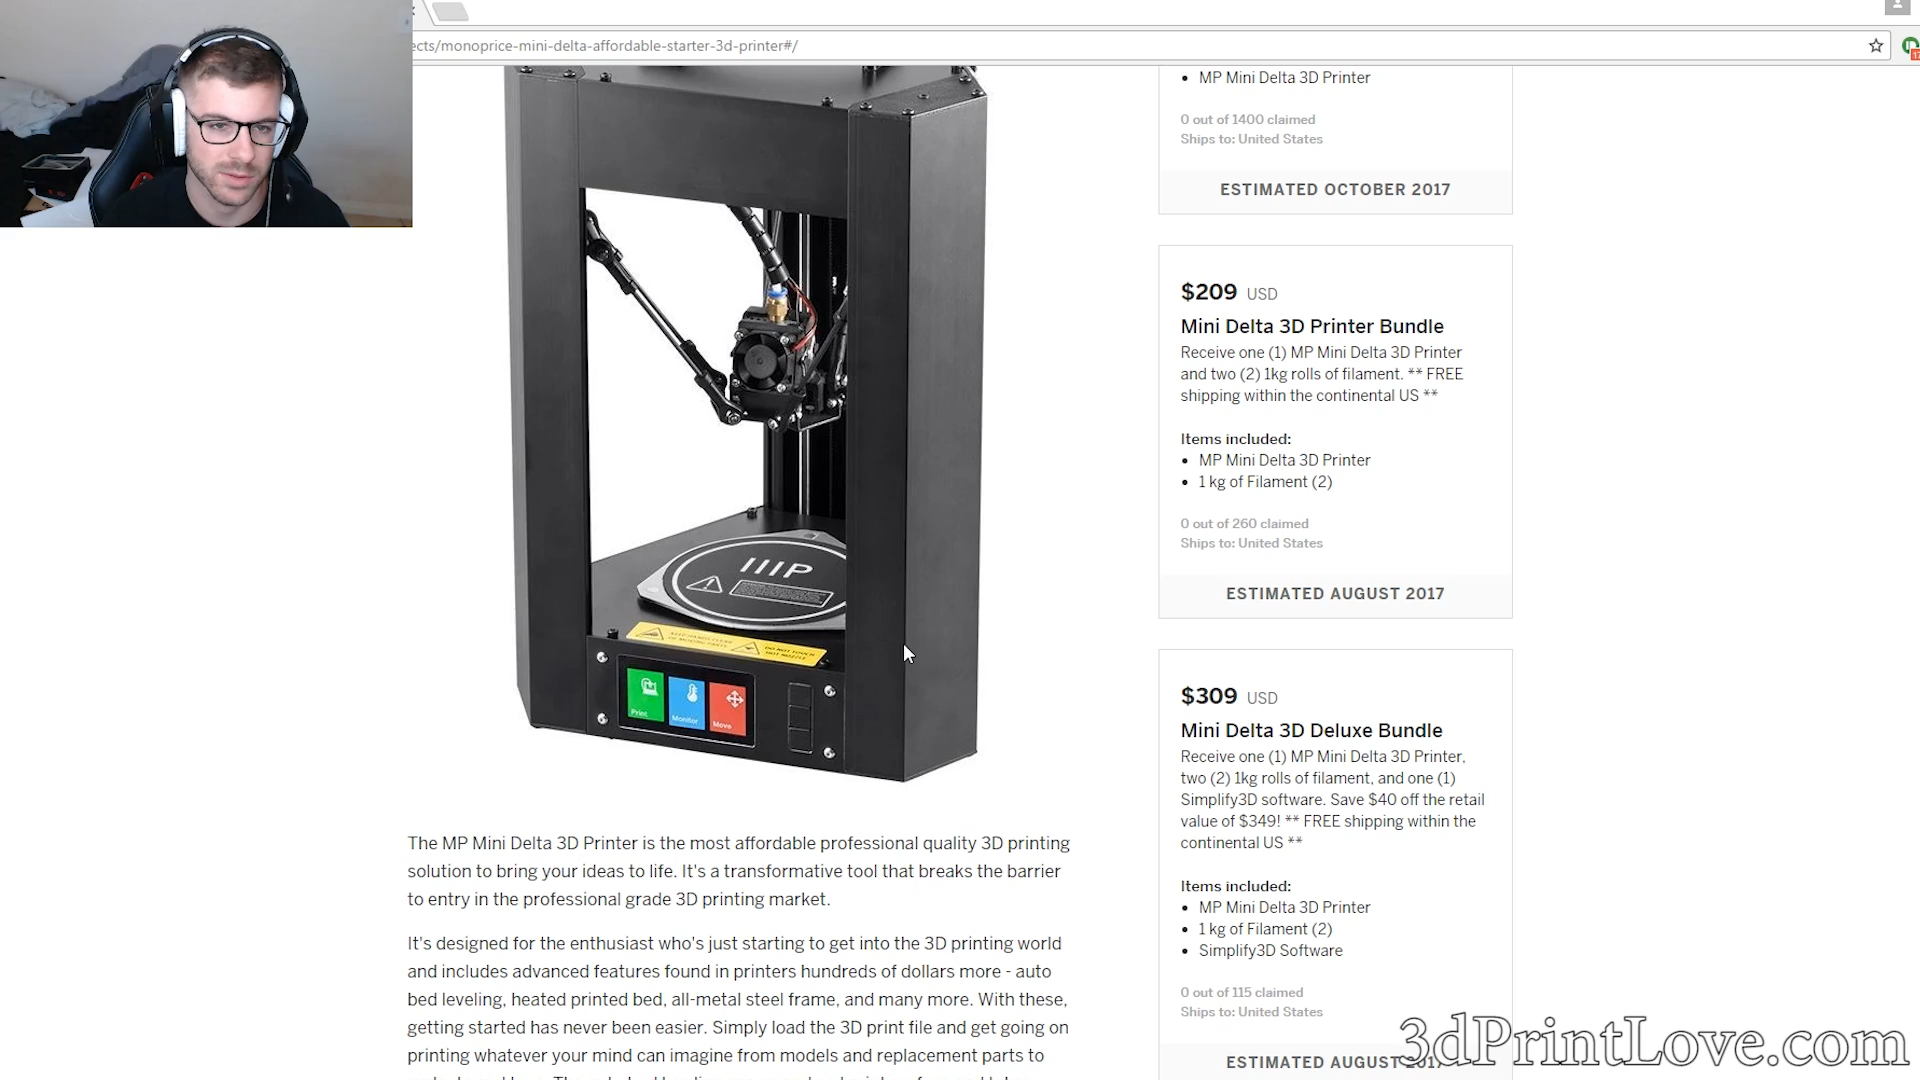 ects/monoprice-mini-delta-affordable-starter-3d-printer#/
IIIP
Print
Monitor
Move
The MP Mini Delta 3D Printer is the most affordable professional quality 3D printing
solution to bring your ideas to life. It's a transformative tool that breaks the barrier
to entry in the professional grade 3D printing market.
It's designed for the enthusiast who's just starting to get into the 3D printing world
and includes advanced features found in printers hundreds of dollars more - auto
bed leveling, heated printed bed, all-metal steel frame, and many more. With these,
getting started has never been easier. Simply load the 3D print file and get going on
printing whatever your mind can imagine from models and replacement parts to
• MP Mini Delta 3D Printer
0 out of 1400 claimed
Ships to: United States
ESTIMATED OCTOBER 2017
$209 USD
Mini Delta 3D Printer Bundle
Receive one (1) MP Mini Delta 3D Printer
and two (2) 1kg rolls of filament. ** FREE
shipping within the continental US **
Items included:
• MP Mini Delta 3D Printer
• 1 kg of Filament (2)
0 out of 260 claimed
Ships to: United States
ESTIMATED AUGUST 2017
$309 USD
Mini Delta 3D Deluxe Bundle
Receive one (1) MP Mini Delta 3D Printer,
two (2) 1kg rolls of filament, and one (1)
Simplify3D software. Save $40 off the retail
value of $349! ** FREE shipping within the
continental US **
Items included:
• MP Mini Delta 3D Printer
• 1 kg of Filament (2)
• Simplify3D Software
0 out of 115 claimed
Ships to: United States
ESTIMATED AUGUST 2017
3dPrintLove.com